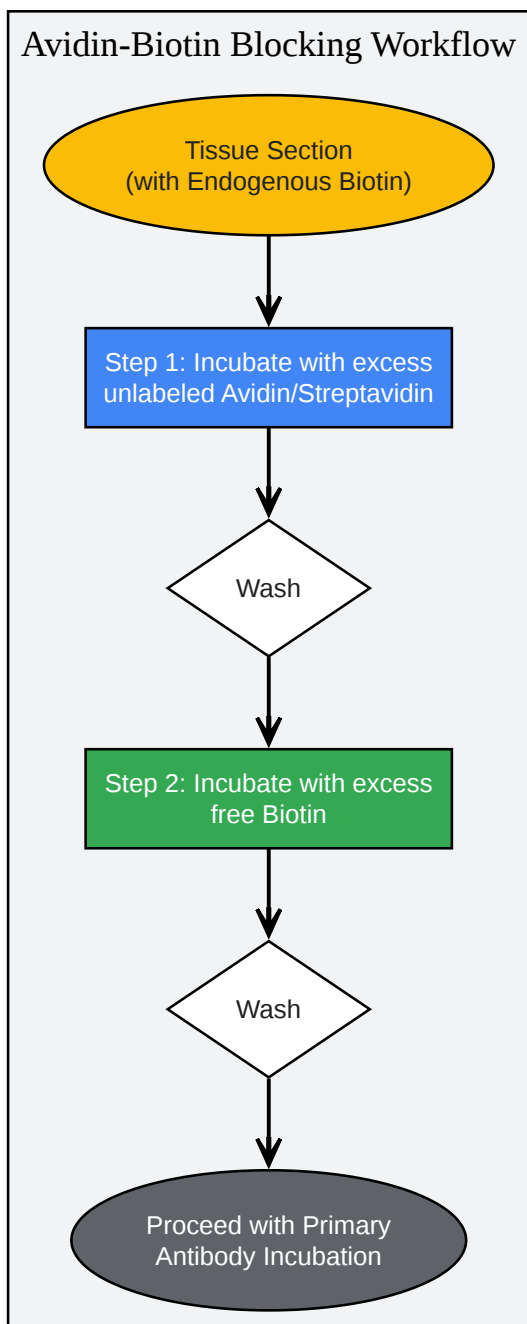 Avidin-Biotin Blocking Workflow
Tissue Section
(with Endogenous Biotin)
Step 1: Incubate with excess
unlabeled Avidin/Streptavidin
Wash
Step 2: Incubate with excess
free Biotin
Wash
Proceed with Primary
Antibody Incubation